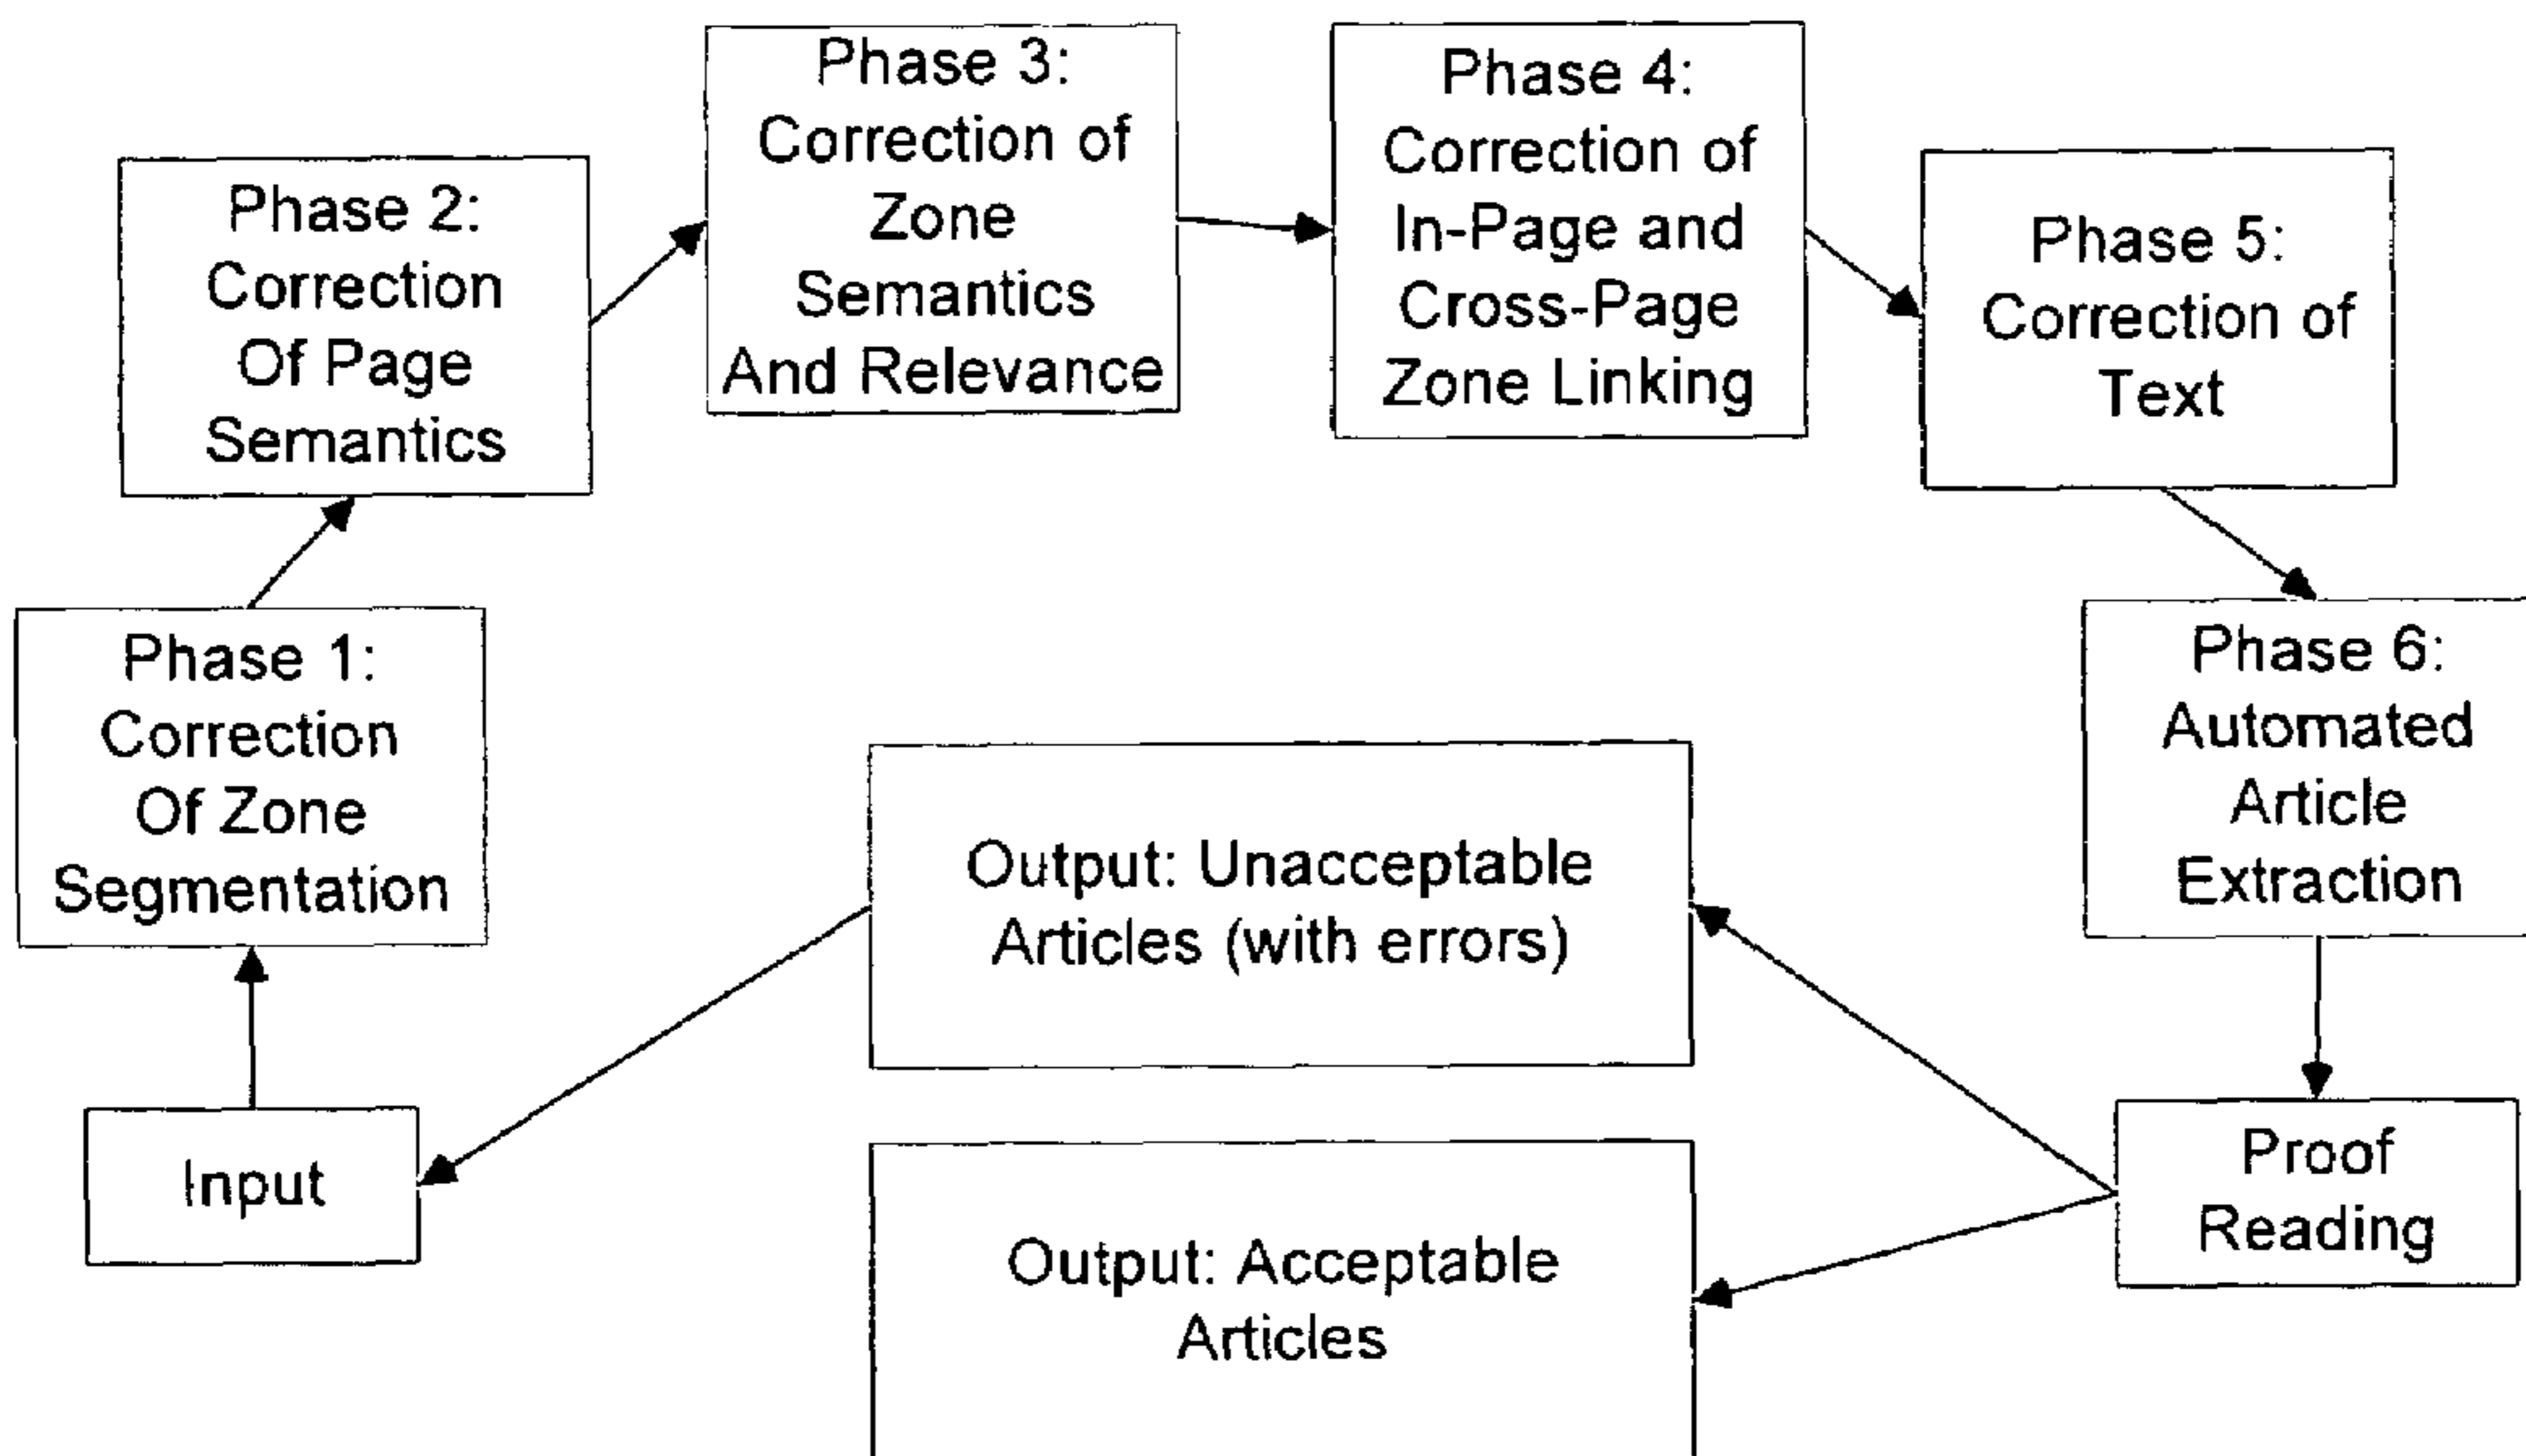 Phase 1:
Correction
Of Zone
Segmentation
Phase 2:
Correction
Of Page
Semantics
Phase 3:
Correction of
Zone
Semantics
And Relevance
Phase 4:
Correction of
In-Page and
Cross-Page
Zone Linking
Phase 5:
Correction of
Text
Phase 6:
Automated
Article
Extraction
Proof
Reading
Output: Unacceptable
Articles (with errors)
Output: Acceptable
Articles
Input